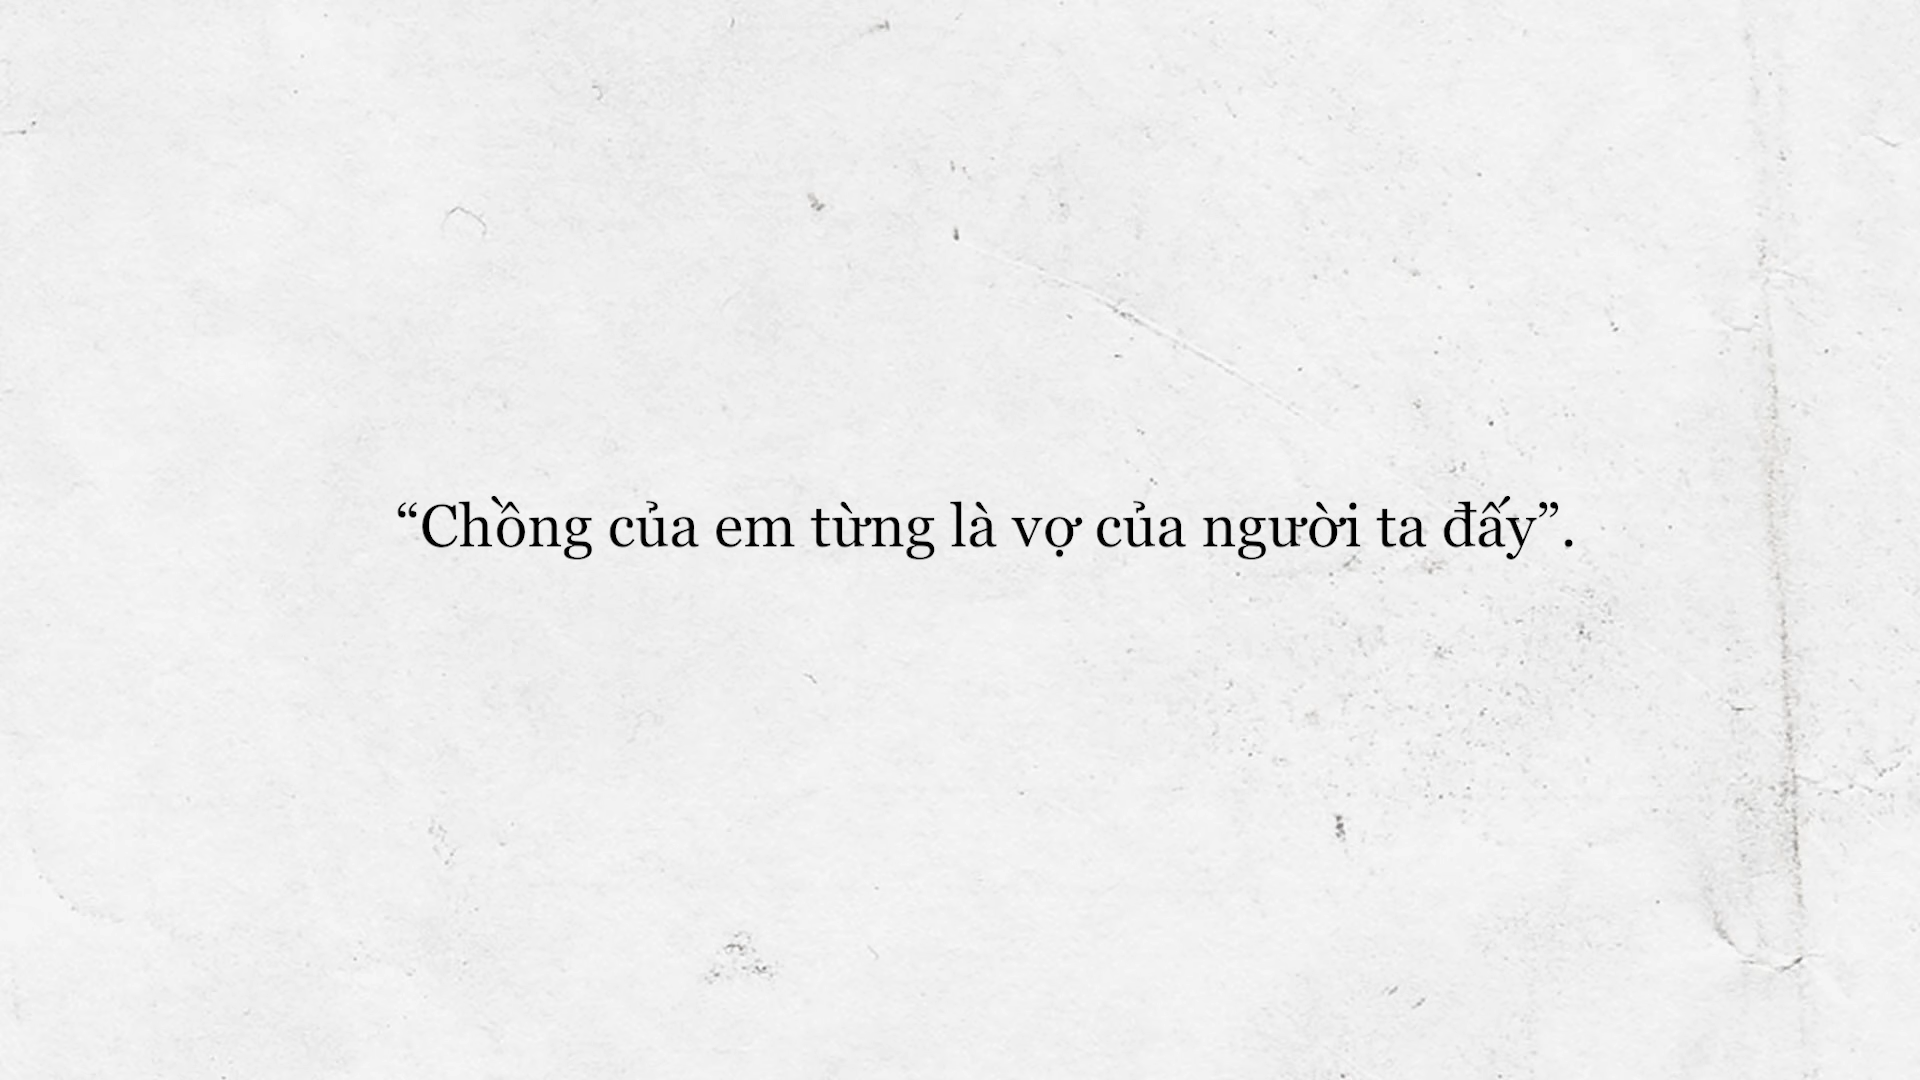 “Chồng của em từng là vợ của người ta đấy”.